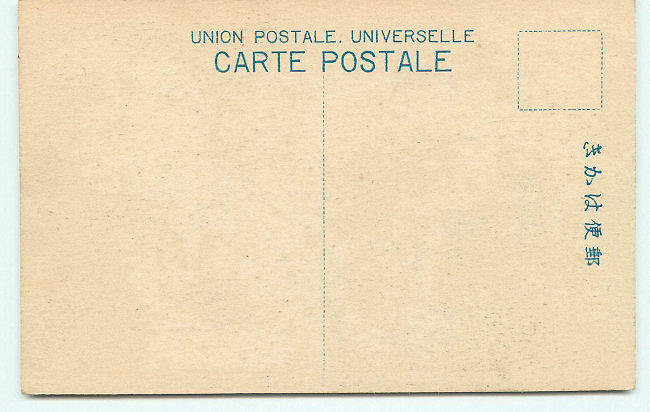 UNION POSTALE. UNIVERSELLE
CARTE POSTALE
郵便はかき